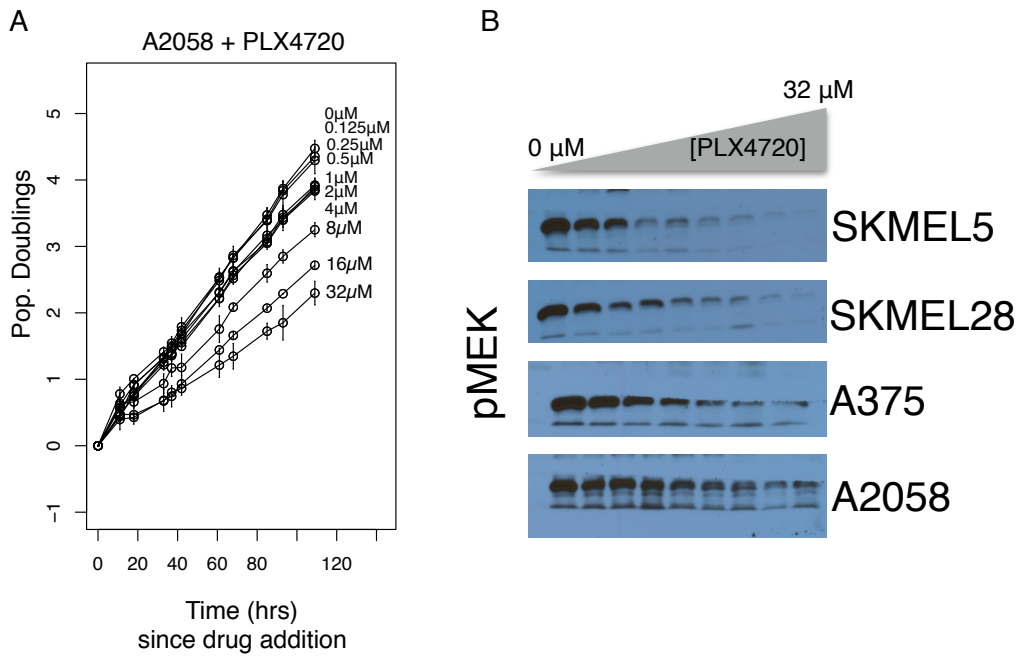 A
A2058 + PLX4720
Pop. Doublings
5
4
3
2
1
0
−1
0µM
0.125µM
0.25µM
0.5µM
1µM
2µM
4µM
8µM
16µM
32µM
0 20 40 60 80 120
Time (hrs)
since drug addition
B
32 µM
0 µM
[PLX4720]
pMEK
SKMEL5
SKMEL28
A375
A2058